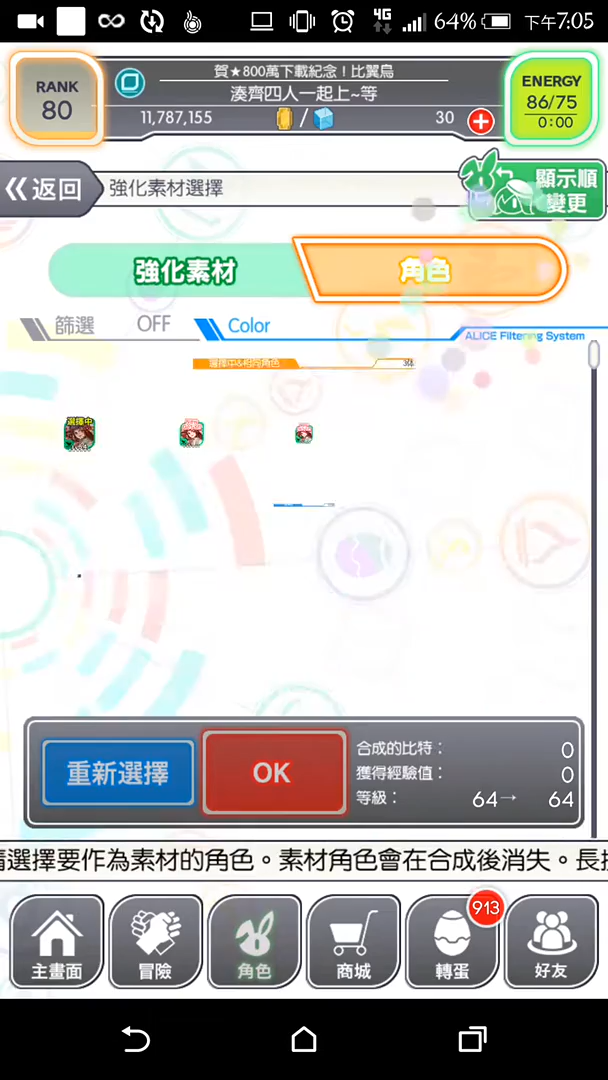 4G 64% 下午7:05
RANK
80
賀★800萬下載紀念！比翼鳥
湊齊四人一起上~等
11,787,155 / 30
ENERGY
86/75
0:00
返回
強化素材選擇
顯示順
變更
強化素材
角色
篩選 OFF Color
ALICE Filtering System
選擇中
重新選擇
OK
合成的比特： 0
獲得經驗值： 0
等級： 64→ 64
選擇要作為素材的角色。素材角色會在合成後消失。長
913
主畫面 冒險 角色 商城 轉蛋 好友